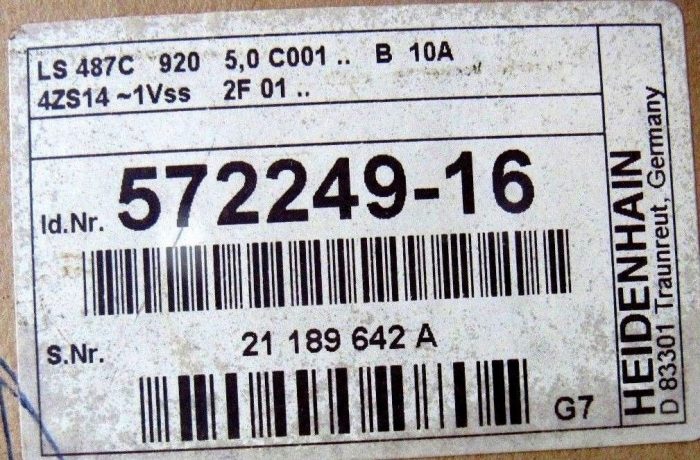 LS 487C 920 5,0 C001 .. B 10A
4ZS14 ~1Vss 2F 01 ..
Id.Nr. 572249-16
S.Nr. 21 189 642 A
G7
HEIDENHAIN
D 83301 Traunreut, Germany